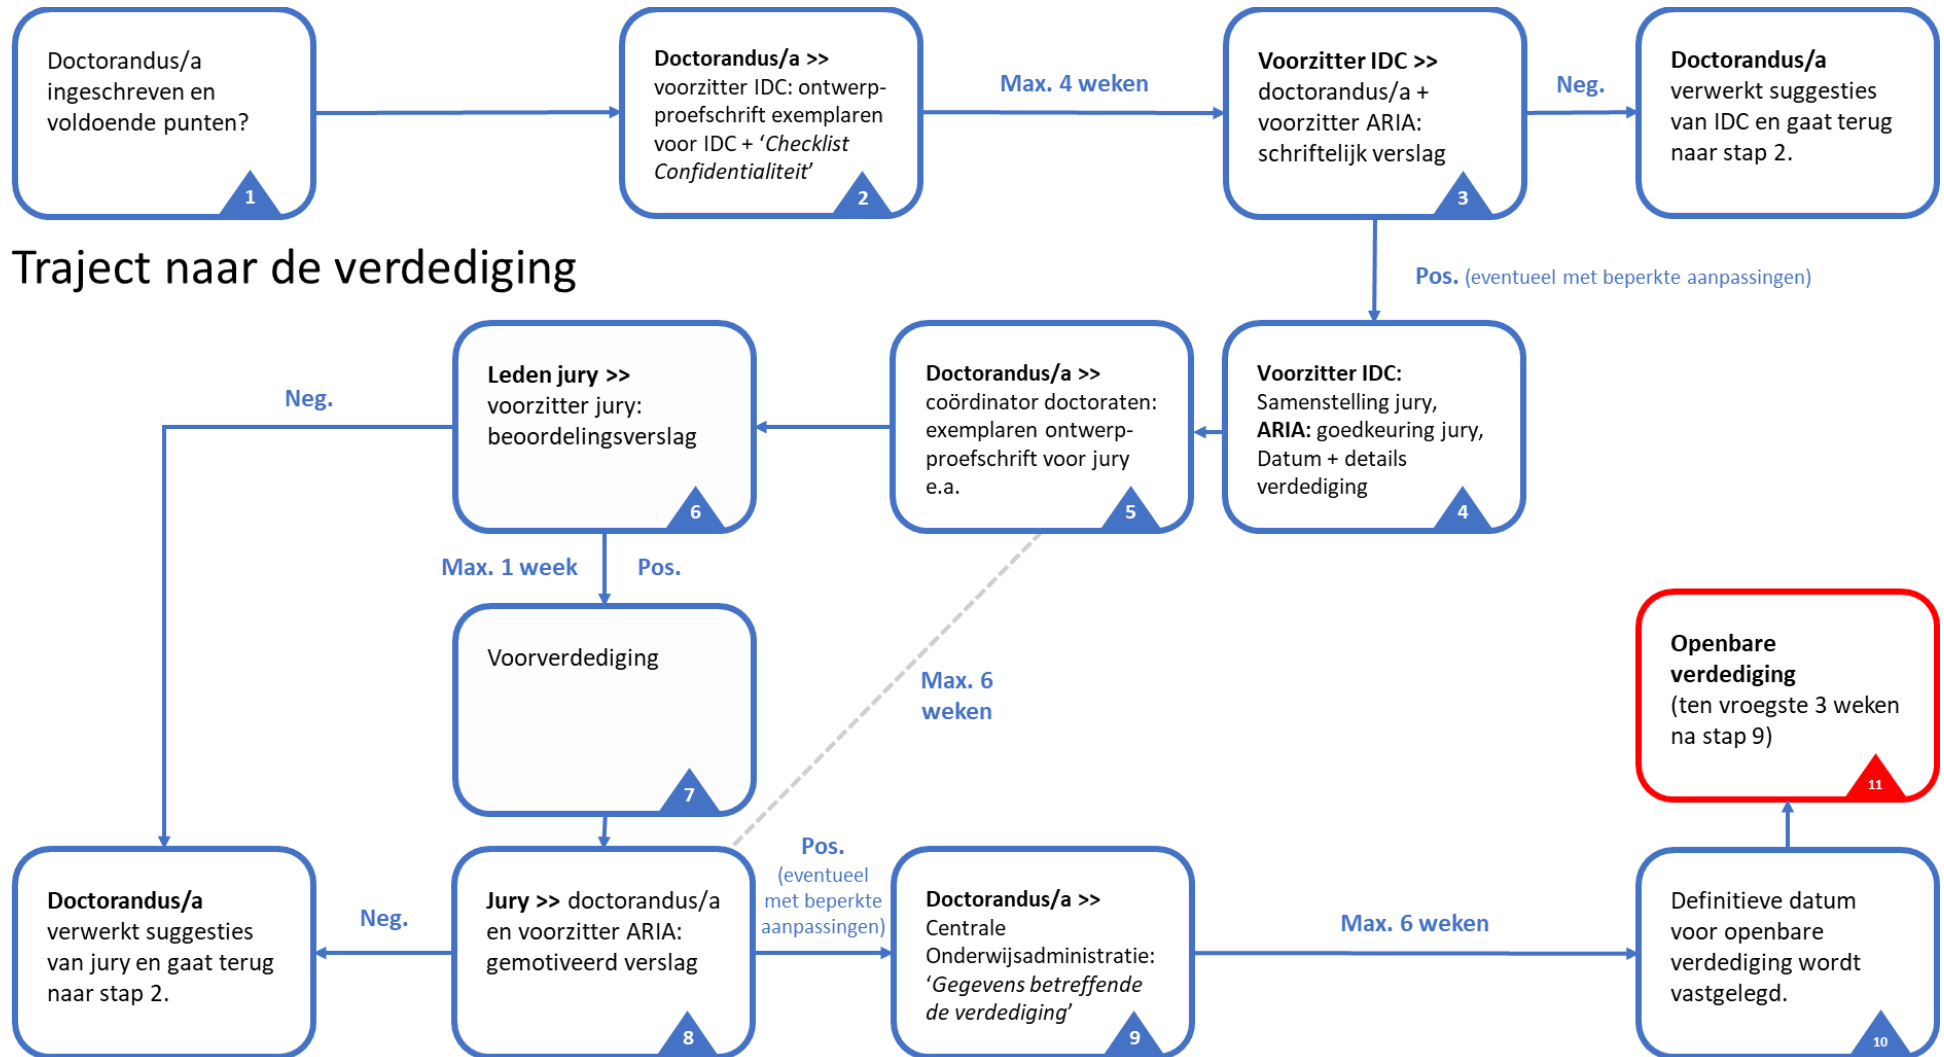 Doctorandus/a
ingeschreven en
voldoende punten?
1
Doctorandus/a >>
voorzitter IDC: ontwerp-
proefschrift exemplaren
voor IDC + ‘Checklist
Confidentialiteit’
2
Max. 4 weken
Voorzitter IDC >>
doctorandus/a +
voorzitter ARIA:
schriftelijk verslag
3
Neg.
Doctorandus/a
verwerkt suggesties
van IDC en gaat terug
naar stap 2.
Traject naar de verdediging
Pos. (eventueel met beperkte aanpassingen)
Voorzitter IDC:
Samenstelling jury,
ARIA: goedkeuring jury,
Datum + details
verdediging
4
Doctorandus/a >>
coördinator doctoraten:
exemplaren ontwerp-
proefschrift voor jury
e.a.
5
Leden jury >>
voorzitter jury:
beoordelingsverslag
6
Neg.
Max. 1 week
Pos.
Voorverdediging
7
Max. 6
weken
Jury >> doctorandus/a
en voorzitter ARIA:
gemotiveerd verslag
8
Neg.
Doctorandus/a
verwerkt suggesties
van jury en gaat terug
naar stap 2.
Pos.
(eventueel
met beperkte
aanpassingen)
Doctorandus/a >>
Centrale
Onderwijsadministratie:
‘Gegevens betreffende
de verdediging’
9
Max. 6 weken
Definitieve datum
voor openbare
verdediging wordt
vastgelegd.
10
Openbare
verdediging
(ten vroegste 3 weken
na stap 9)
11